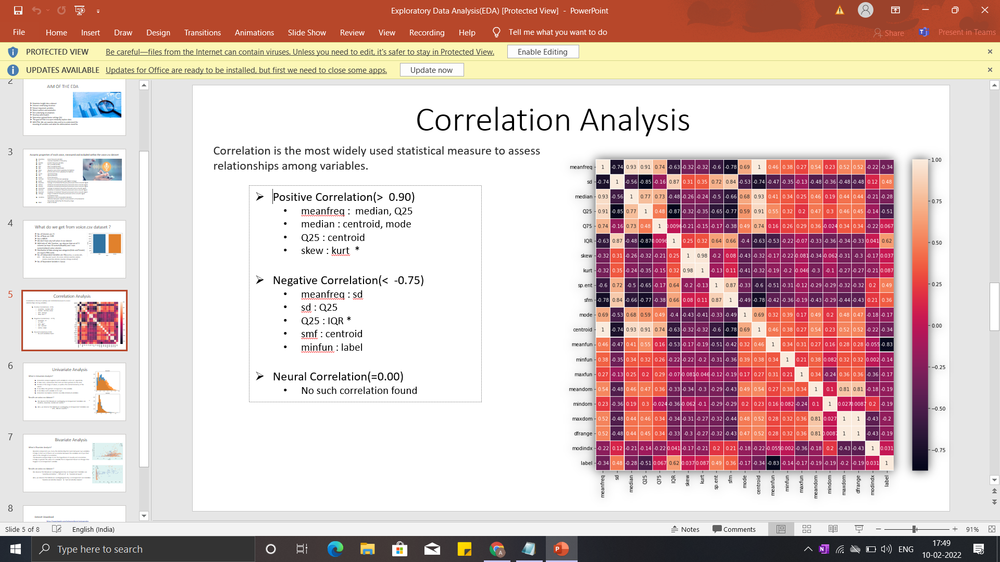 Exploratory Data Analysis(EDA) [Protected View] - PowerPoint
File Home Insert Draw Design Transitions Animations Slide Show Review View Recording Help Tell me what you want to do Share Present in Teams
PROTECTED VIEW Be careful—files from the Internet can contain viruses. Unless you need to edit, it's safer to stay in Protected View. Enable Editing
UPDATES AVAILABLE Updates for Office are ready to be installed, but first we need to close some apps. Update now
2
AIM OF THE EDA
3
Acoustic properties of each voice, measured and included within the voice.csv dataset
4
What do we get from voice.csv dataset ?
5
Correlation Analysis
6
Univariate Analysis
7
Bivariate Analysis
8
Dataset Download
Correlation Analysis
Correlation is the most widely used statistical measure to assess
relationships among variables.
Positive Correlation(> 0.90)
• meanfreq : median, Q25
• median : centroid, mode
• Q25 : centroid
• skew : kurt *
Negative Correlation(< -0.75)
• meanfreq : sd
• sd : Q25
• Q25 : IQR *
• smf : centroid
• minfun : label
Neural Correlation(=0.00)
• No such correlation found
meanfreq 1 -0.74 0.93 0.91 0.74 -0.63 -0.32 -0.32 -0.6 -0.78 0.69 1 0.46 0.38 0.27 0.54 0.23 0.52 0.52 -0.22 -0.34
sd -0.74 1 -0.56 -0.85 -0.16 0.87 0.31 0.35 0.72 0.84 -0.53 -0.74 -0.47 -0.35 -0.13 -0.48 -0.36 -0.48 -0.48 0.12 0.48
median 0.93 -0.56 1 0.77 0.73 -0.48 -0.26 -0.24 -0.5 -0.66 0.68 0.93 0.41 0.34 0.25 0.46 0.19 0.44 0.44 -0.21 -0.28
Q25 0.91 -0.85 0.77 1 0.48 -0.87 -0.32 -0.35 -0.65 -0.77 0.59 0.91 0.55 0.32 0.2 0.47 0.3 0.46 0.45 -0.14 -0.51
Q75 0.74 -0.16 0.73 0.48 1 0.0096 -0.21 -0.15 -0.17 -0.38 0.49 0.74 0.16 0.26 0.29 0.36 -0.024 0.34 0.34 -0.22 0.067
IQR -0.63 0.87 -0.48 -0.87 0.0096 1 0.25 0.32 0.64 0.66 -0.4 -0.63 -0.53 -0.22 -0.07 -0.33 -0.36 -0.34 -0.33 0.041 0.62
skew -0.32 0.31 -0.26 -0.32 -0.21 0.25 1 0.98 -0.2 0.08 -0.43 -0.32 -0.17 -0.22 -0.081 -0.34 -0.062 -0.31 -0.3 -0.17 0.037
kurt -0.32 0.35 -0.24 -0.35 -0.15 0.32 0.98 1 -0.13 0.11 -0.41 -0.32 -0.19 -0.2 -0.046 -0.3 -0.1 -0.27 -0.27 -0.21 0.087
sp.ent -0.6 0.72 -0.5 -0.65 -0.17 0.64 -0.2 -0.13 1 0.87 -0.33 -0.6 -0.51 -0.31 -0.12 -0.29 -0.29 -0.32 -0.32 0.2 0.49
sfm -0.78 0.84 -0.66 -0.77 -0.38 0.66 0.08 0.11 0.87 1 -0.49 -0.78 -0.42 -0.36 -0.19 -0.43 -0.29 -0.44 -0.43 0.21 0.36
mode 0.69 -0.53 0.68 0.59 0.49 -0.4 -0.43 -0.41 -0.33 -0.49 1 0.69 0.32 0.39 0.17 0.49 0.2 0.48 0.47 -0.18 -0.17
centroid 1 -0.74 0.93 0.91 0.74 -0.63 -0.32 -0.32 -0.6 -0.78 0.69 1 0.46 0.38 0.27 0.54 0.23 0.52 0.52 -0.22 -0.34
meanfun 0.46 -0.47 0.41 0.55 0.16 -0.53 -0.17 -0.19 -0.51 -0.42 0.32 0.46 1 0.34 0.31 0.27 0.16 0.28 0.28 -0.055 -0.83
minfun 0.38 -0.35 0.34 0.32 0.26 -0.22 -0.22 -0.2 -0.31 -0.36 0.39 0.38 0.34 1 0.21 0.38 0.082 0.32 0.32 0.002 -0.14
maxfun 0.27 -0.13 0.25 0.2 0.29 -0.07 -0.081 -0.046 -0.12 -0.19 0.17 0.27 0.31 0.21 1 0.34 -0.24 0.36 0.36 -0.36 -0.17
meandom 0.54 -0.48 0.46 0.47 0.36 -0.33 -0.34 -0.3 -0.29 -0.43 0.49 0.54 0.27 0.38 0.34 1 0.1 0.81 0.81 -0.18 -0.19
mindom 0.23 -0.36 0.19 0.3 -0.024 -0.36 -0.062 -0.1 -0.29 -0.29 0.2 0.23 0.16 0.082 -0.24 0.1 1 0.027 0.0087 0.2 -0.19
maxdom 0.52 -0.48 0.44 0.46 0.34 -0.34 -0.31 -0.27 -0.32 -0.44 0.48 0.52 0.28 0.32 0.36 0.81 0.027 1 1 -0.43 -0.2
dfrange 0.52 -0.48 0.44 0.45 0.34 -0.33 -0.3 -0.27 -0.32 -0.43 0.47 0.52 0.28 0.32 0.36 0.81 0.0087 1 1 -0.43 -0.19
modindx -0.22 0.12 -0.21 -0.14 -0.22 0.041 -0.17 -0.21 0.2 0.21 -0.18 -0.22 -0.055 0.002 -0.36 -0.18 0.2 -0.43 -0.43 1 0.031
label -0.34 0.48 -0.28 -0.51 0.067 0.62 0.037 0.087 0.49 0.36 -0.17 -0.34 -0.83 -0.14 -0.17 -0.19 -0.19 -0.2 -0.19 0.031 1
meanfreq sd median Q25 Q75 IQR skew kurt sp.ent sfm mode centroid meanfun minfun maxfun meandom mindom maxdom dfrange modindx label
1.00
0.75
0.50
0.25
0.00
−0.25
−0.50
−0.75
Slide 5 of 8 English (India) Notes Comments 91%
Type here to search
ENG
17:49
10-02-2022